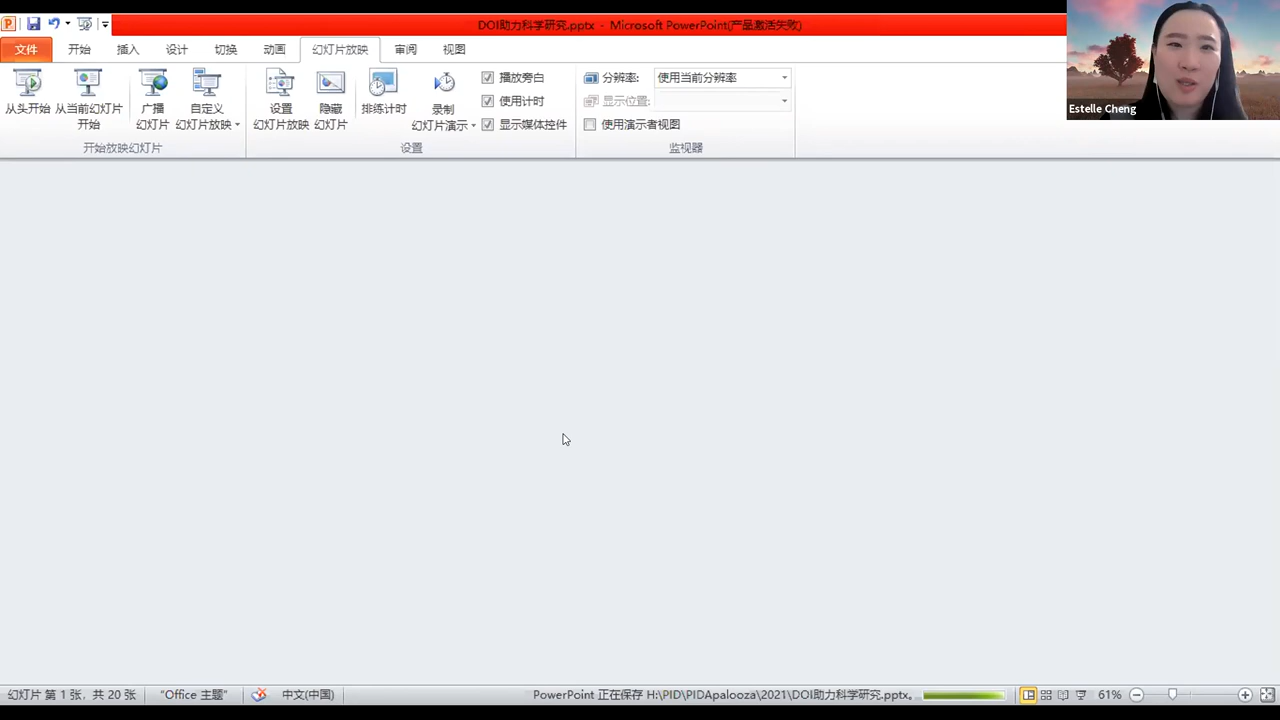 DOI助力科学研究.pptx - Microsoft PowerPoint(产品激活失败)
文件 开始 插入 设计 切换 动画 幻灯片放映 审阅 视图
从头开始 从当前幻灯片 开始 广播 幻灯片 自定义 幻灯片放映
开始放映幻灯片
设置 幻灯片放映 隐藏 幻灯片 排练计时 录制 幻灯片演示
播放旁白
使用计时
显示媒体控件
设置
分辨率: 使用当前分辨率
显示位置:
使用演示者视图
监视器
Estelle Cheng
幻灯片 第 1 张，共 20 张 "Office 主题" 中文(中国) PowerPoint 正在保存 H:\PID\PIDApalooza\2021\DOI助力科学研究.pptx。 61%